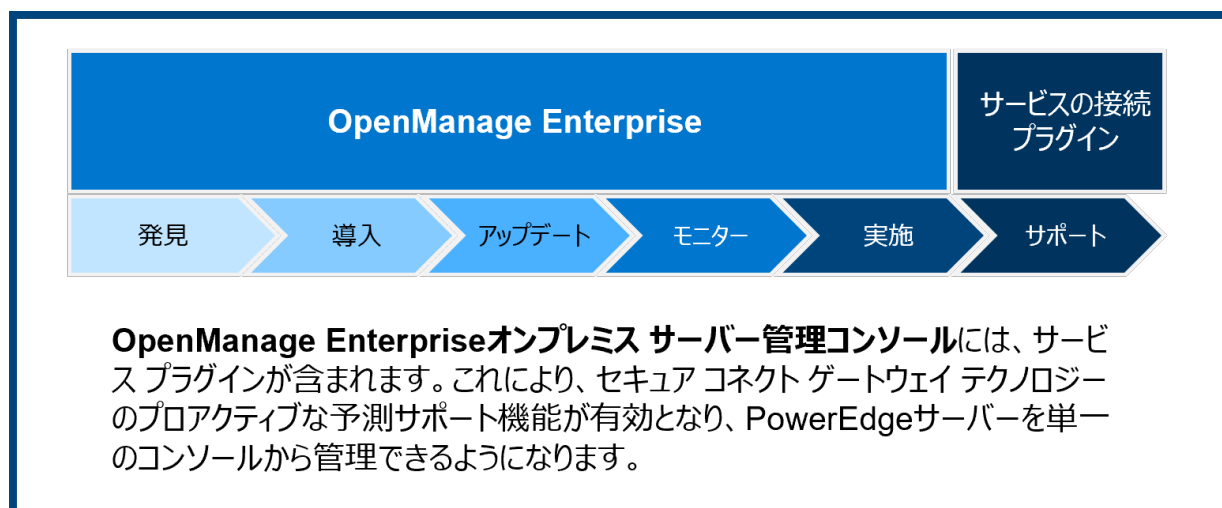 OpenManage Enterprise
サービスの接続
プラグイン
発見
導入
アップデート
モニター
実施
サポート
OpenManage Enterpriseオンプレミス サーバー管理コンソールには、サービ
ス プラグインが含まれます。これにより、セキュア コネクト ゲートウェイ テクノロジー
のプロアクティブな予測サポート機能が有効となり、PowerEdgeサーバーを単一
のコンソールから管理できるようになります。